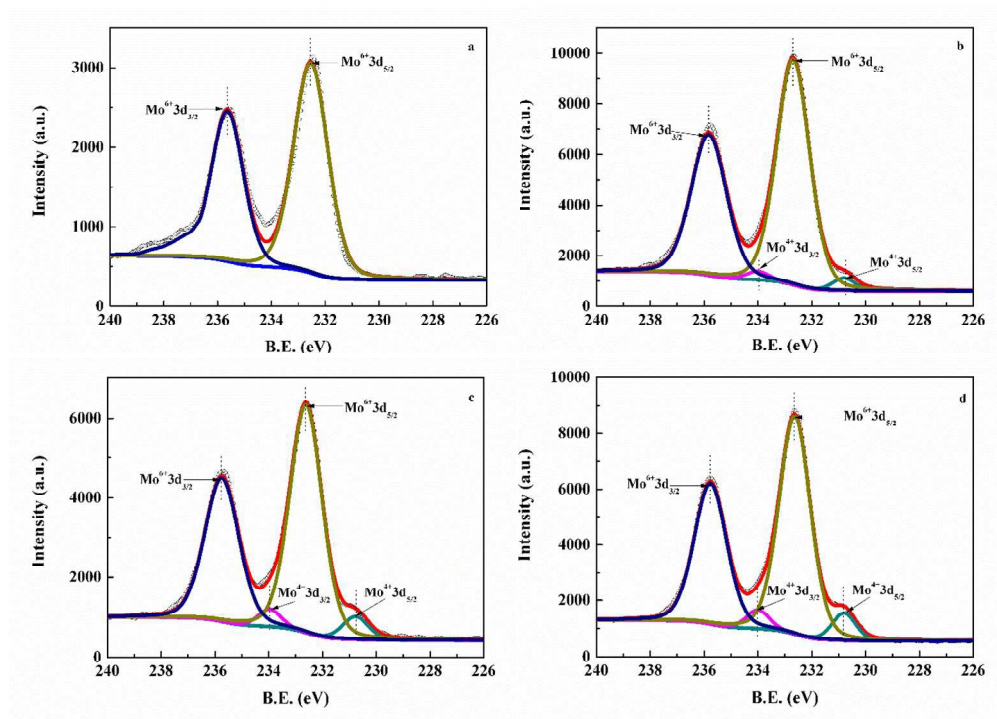 a
Mo6+3d5/2
Mo6+3d3/2
3000
2000
1000
0
Intensity (a.u.)
240 238 236 234 232 230 228 226
B.E. (eV)
b
Mo6+3d5/2
Mo6+3d3/2
Mo4+3d3/2
Mo4+3d5/2
10000
8000
6000
4000
2000
0
Intensity (a.u.)
240 238 236 234 232 230 228 226
B.E. (eV)
c
Mo6+3d5/2
Mo6+3d3/2
Mo4+3d3/2
Mo4+3d5/2
6000
4000
2000
0
Intensity (a.u.)
240 238 236 234 232 230 228 226
B.E. (eV)
d
Mo6+3d5/2
Mo6+3d3/2
Mo4+3d3/2
Mo4+3d5/2
10000
8000
6000
4000
2000
0
Intensity (a.u.)
240 238 236 234 232 230 228 226
B.E. (eV)